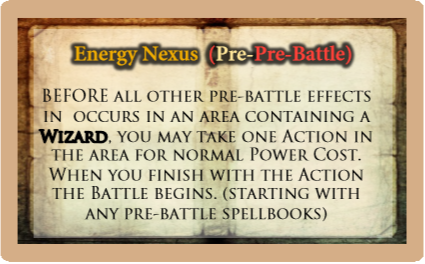 Energy Nexus (Pre-Pre-Battle)
BEFORE all other pre-battle effects
in occurs in an area containing a
Wizard, you may take one Action in
the area for normal Power Cost.
When you finish with the Action
the Battle begins. (starting with
any pre-battle spellbooks)